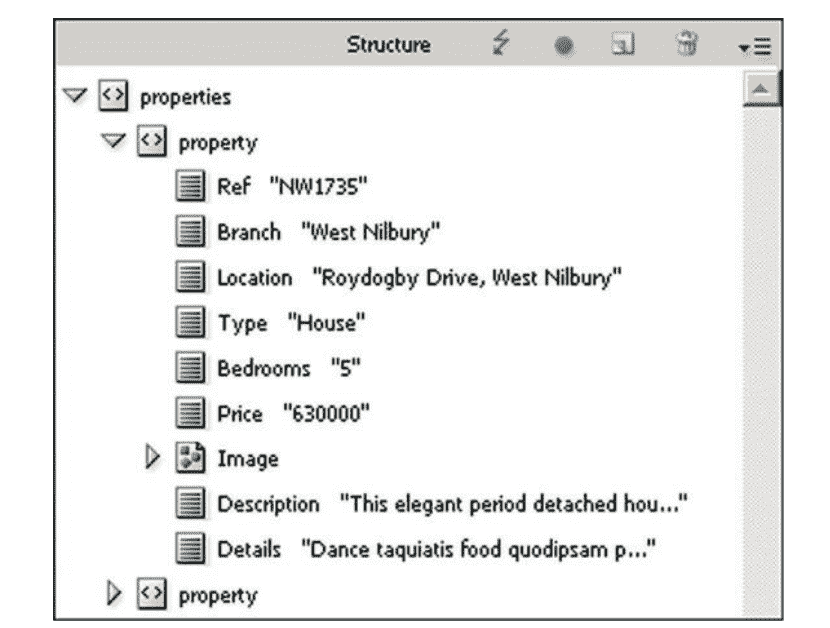 Structure
properties
property
Ref "NW1735"
Branch "West Nilbury"
Location "Roydogby Drive, West Nilbury"
Type "House"
Bedrooms "5"
Price "630000"
Image
Description "This elegant period detached hou..."
Details "Dance taquiatis food quodipsam p..."
property